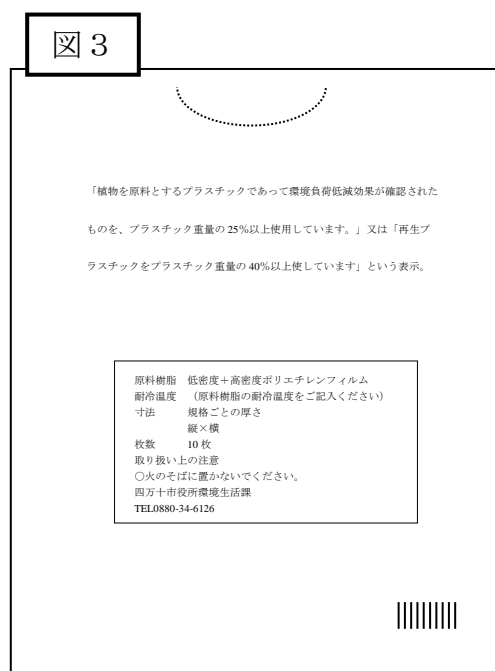 図３
「植物を原料とするプラスチックであって環境負荷低減効果が確認された
ものを、プラスチック重量の 25%以上使用しています。」又は「再生プ
ラスチックをプラスチック重量の 40%以上使しています」という表示。
原料樹脂　低密度＋高密度ポリエチレンフィルム
耐冷温度　（原料樹脂の耐冷温度をご記入ください）
寸法　　　規格ごとの厚さ
縦×横
枚数　　　10 枚
取り扱い上の注意
○火のそばに置かないでください。
四万十市役所環境生活課
TEL0880-34-6126